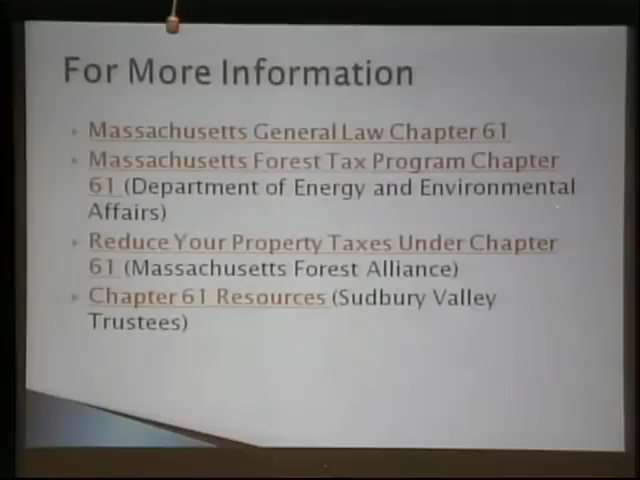 For More Information
Massachusetts General Law Chapter 61
Massachusetts Forest Tax Program Chapter
61 (Department of Energy and Environmental
Affairs)
Reduce Your Property Taxes Under Chapter
61 (Massachusetts Forest Alliance)
Chapter 61 Resources (Sudbury Valley
Trustees)